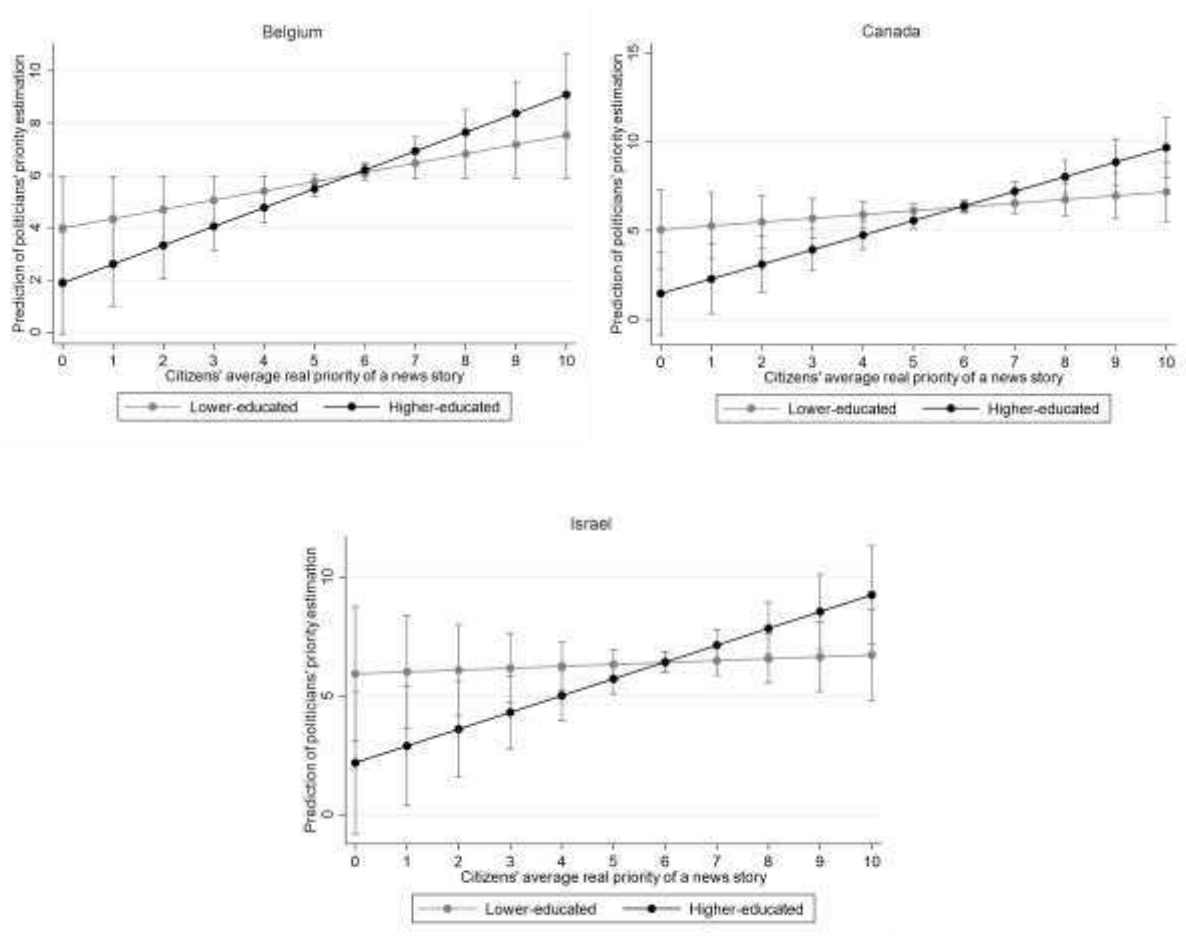 Belgium
Prediction of politicians' priority estimation
10
8
6
4
2
0
0 1 2 3 4 5 6 7 8 9 10
Citizens' average real priority of a news story
Lower-educated Higher-educated
Canada
Prediction of politicians' priority estimation
15
10
5
0
0 1 2 3 4 5 6 7 8 9 10
Citizens' average real priority of a news story
Lower-educated Higher-educated
Israel
Prediction of politicians' priority estimation
10
5
0
0 1 2 3 4 5 6 7 8 9 10
Citizens' average real priority of a news story
Lower-educated Higher-educated